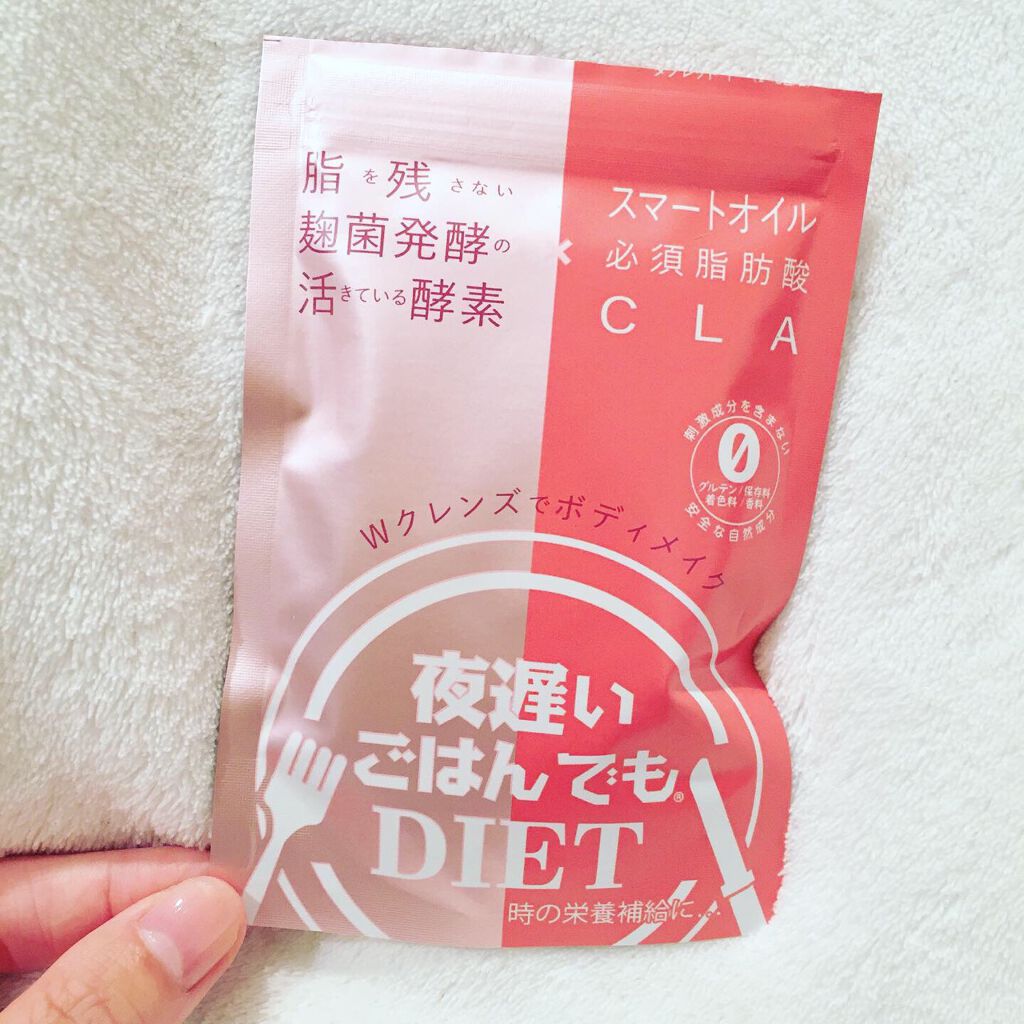 脂を残さない
麹菌発酵の
活きている酵素
×
スマートオイル
必須脂肪酸
CLA
刺激成分を含まない
0
グルテン/保存料
着色料/香料
安全な自然成分
Wクレンズでボディメイク
夜遅い
ごはんでも®
DIET
時の栄養補給に...